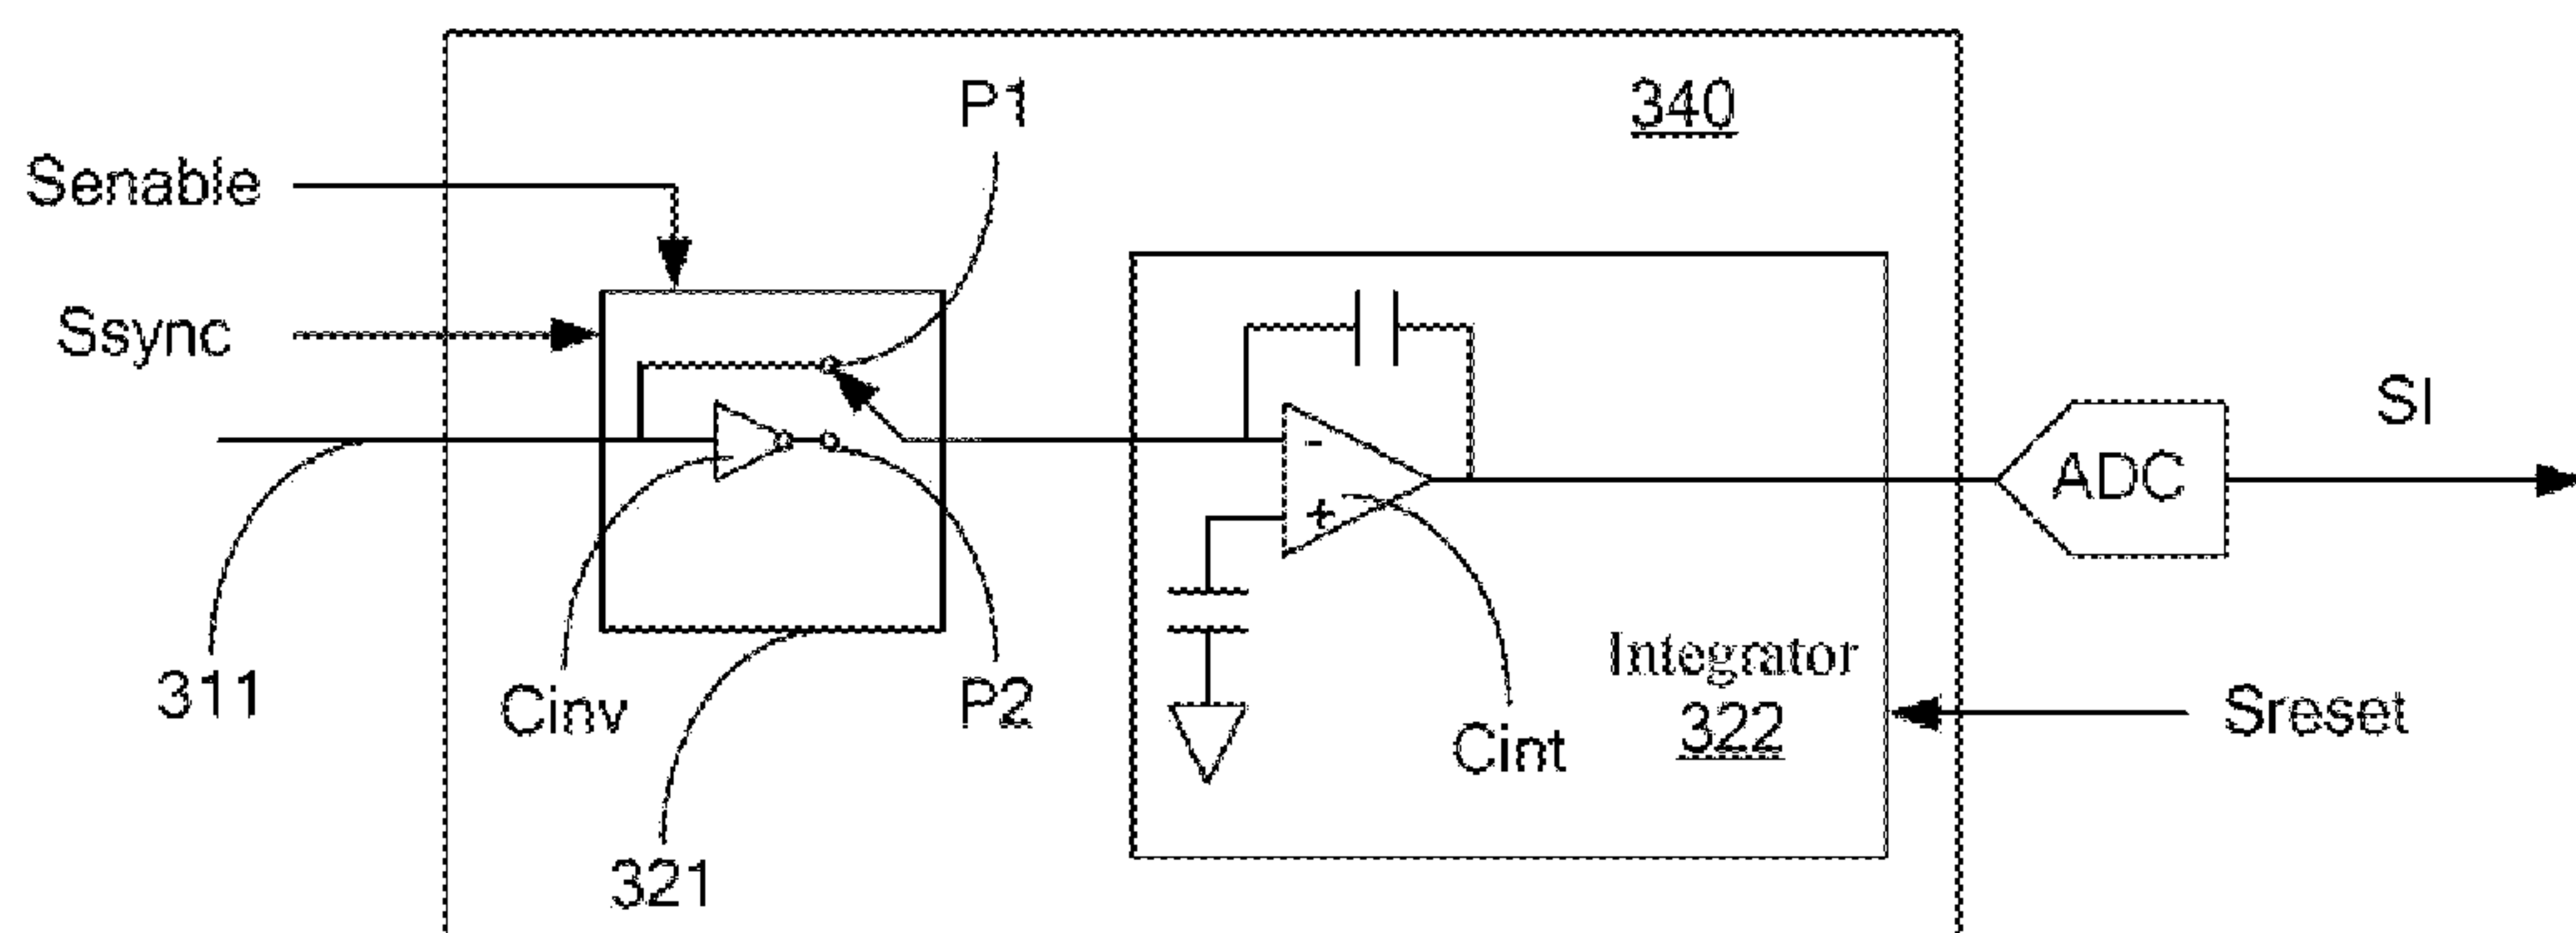 P1
340
Senable
Ssync
SI
ADC
-
+
311
Cinv
P2
Integrator
322
Cint
Sreset
321